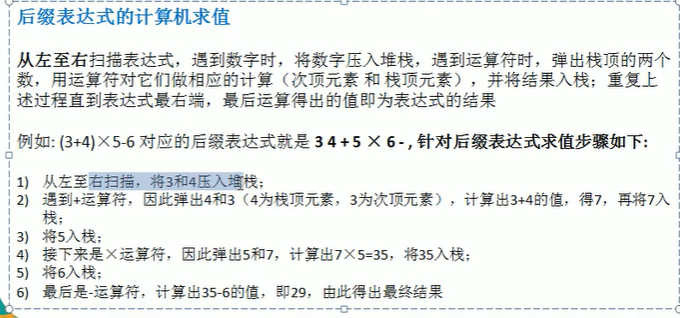 后缀表达式的计算机求值
从左至右扫描表达式，遇到数字时，将数字压入堆栈，遇到运算符时，弹出栈顶的两个
数，用运算符对它们做相应的计算（次顶元素 和 栈顶元素），并将结果入栈；重复上
述过程直到表达式最右端，最后运算得出的值即为表达式的结果
例如: (3+4)×5-6 对应的后缀表达式就是 3 4 + 5 × 6 - , 针对后缀表达式求值步骤如下:
1) 从左至右扫描，将3和4压入堆栈；
2) 遇到+运算符，因此弹出4和3（4为栈顶元素，3为次顶元素），计算出3+4的值，得7，再将7入
栈；
3) 将5入栈；
4) 接下来是×运算符，因此弹出5和7，计算出7×5=35，将35入栈；
5) 将6入栈；
6) 最后是-运算符，计算出35-6的值，即29，由此得出最终结果